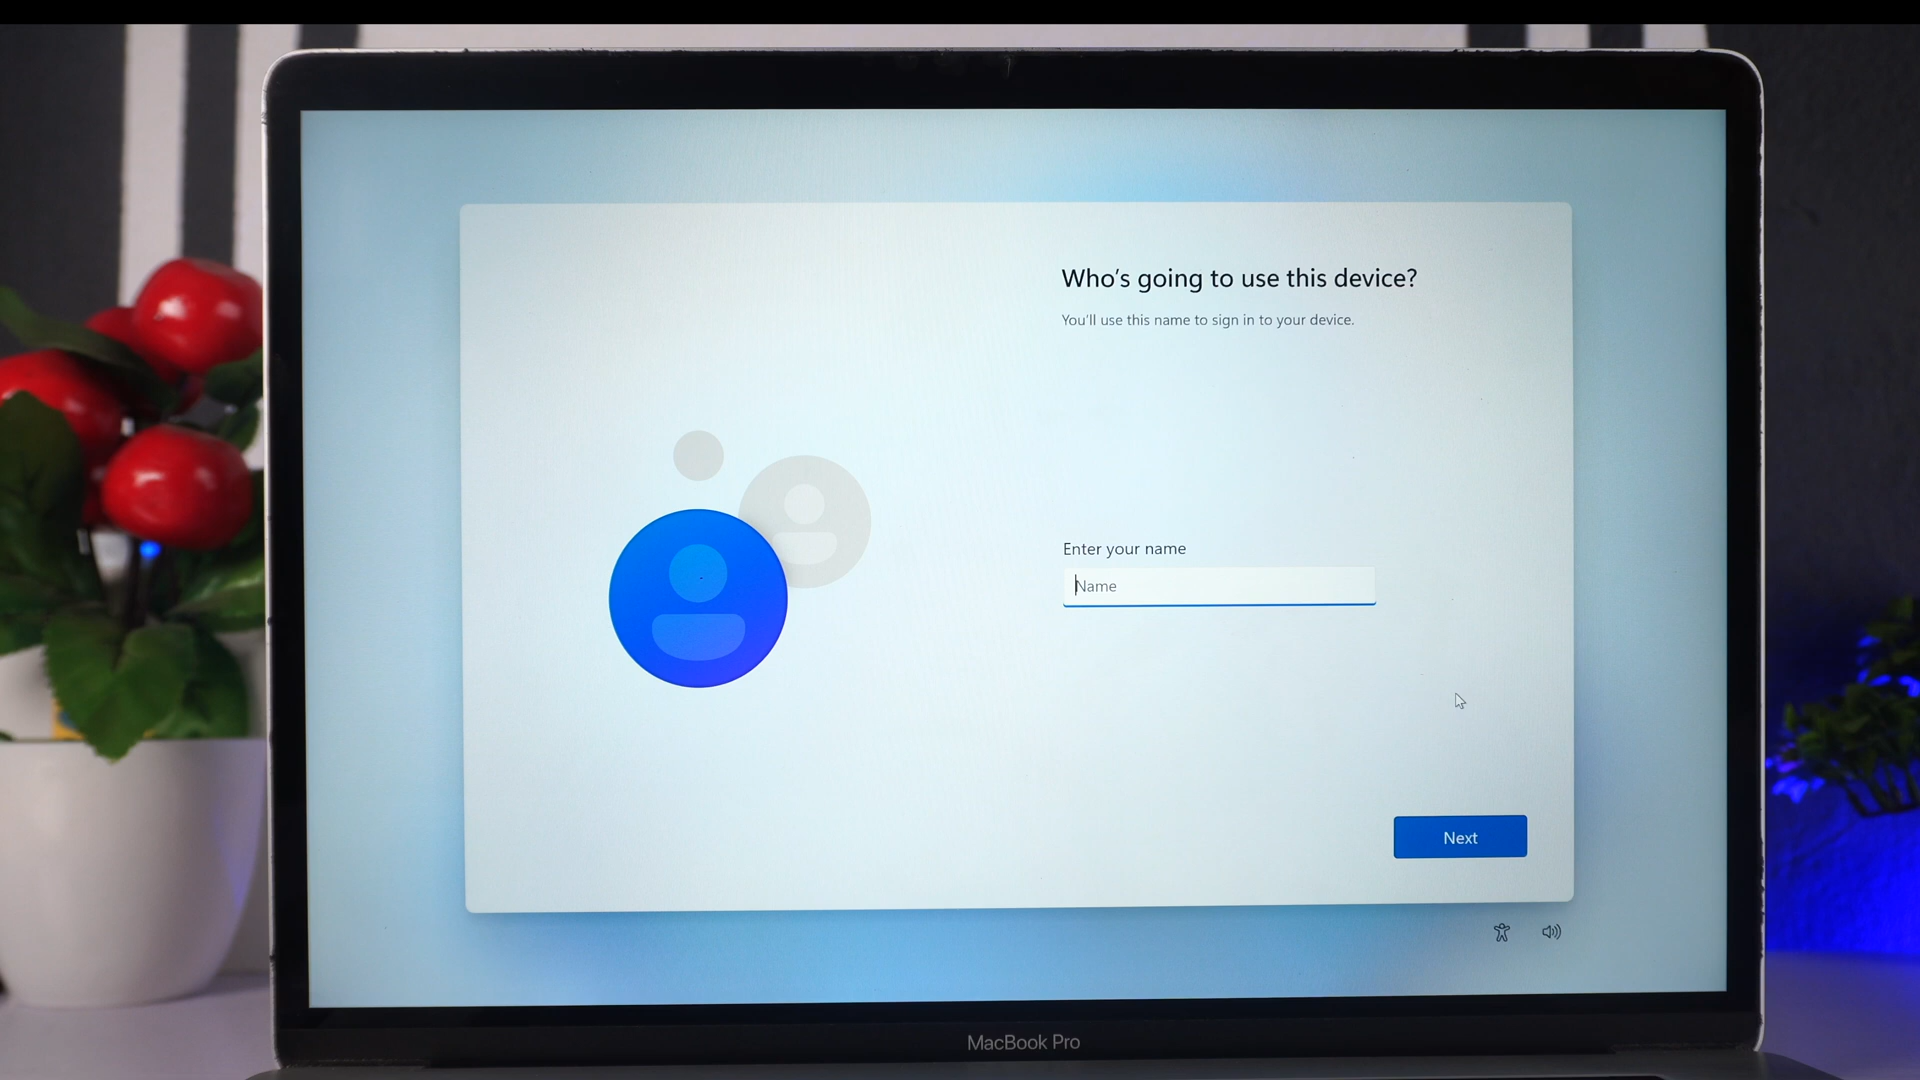 Who's going to use this device?
You'll use this name to sign in to your device.
Enter your name
Name
Next
MacBook Pro